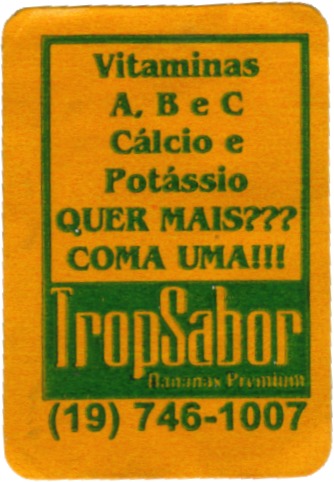 Vitaminas
A, B e C
Cálcio e
Potássio
QUER MAIS???
COMA UMA!!!
TropSabor
Bananas Premium
(19) 746-1007